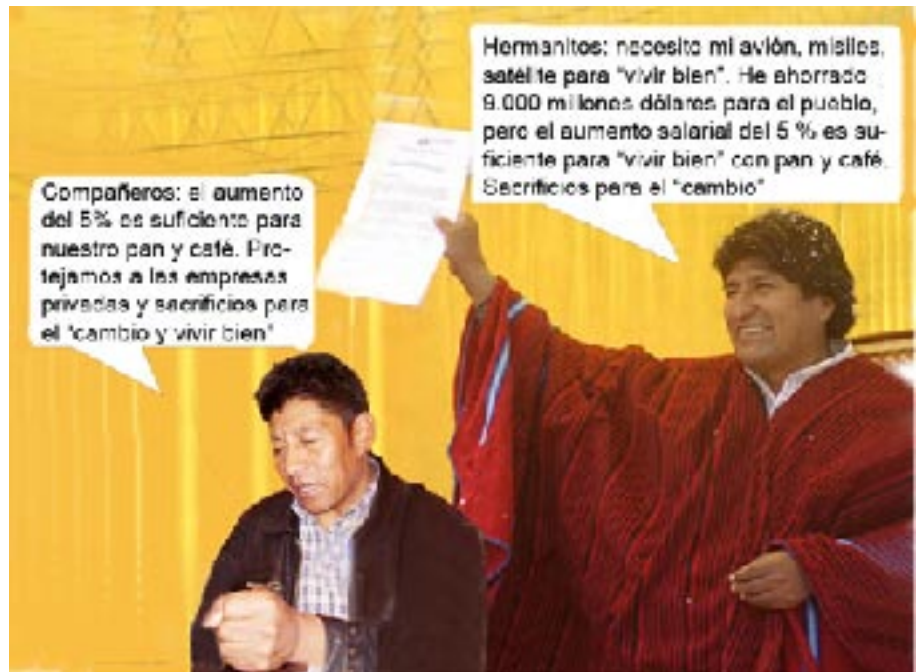 Compañeros: el aumento
del 5% es suficiente para
nuestro pan y café. Pro-
tejamos a las empresas
privadas y sacrificios para
el "cambio y vivir bien"
Hermanitos: necesito mi avión, misiles,
satélite para "vivir bien". He ahorrado
9.000 millones dólares para el pueblo,
pero el aumento salarial del 5 % es su-
ficiente para "vivir bien" con pan y café.
Sacrificios para el "cambio"